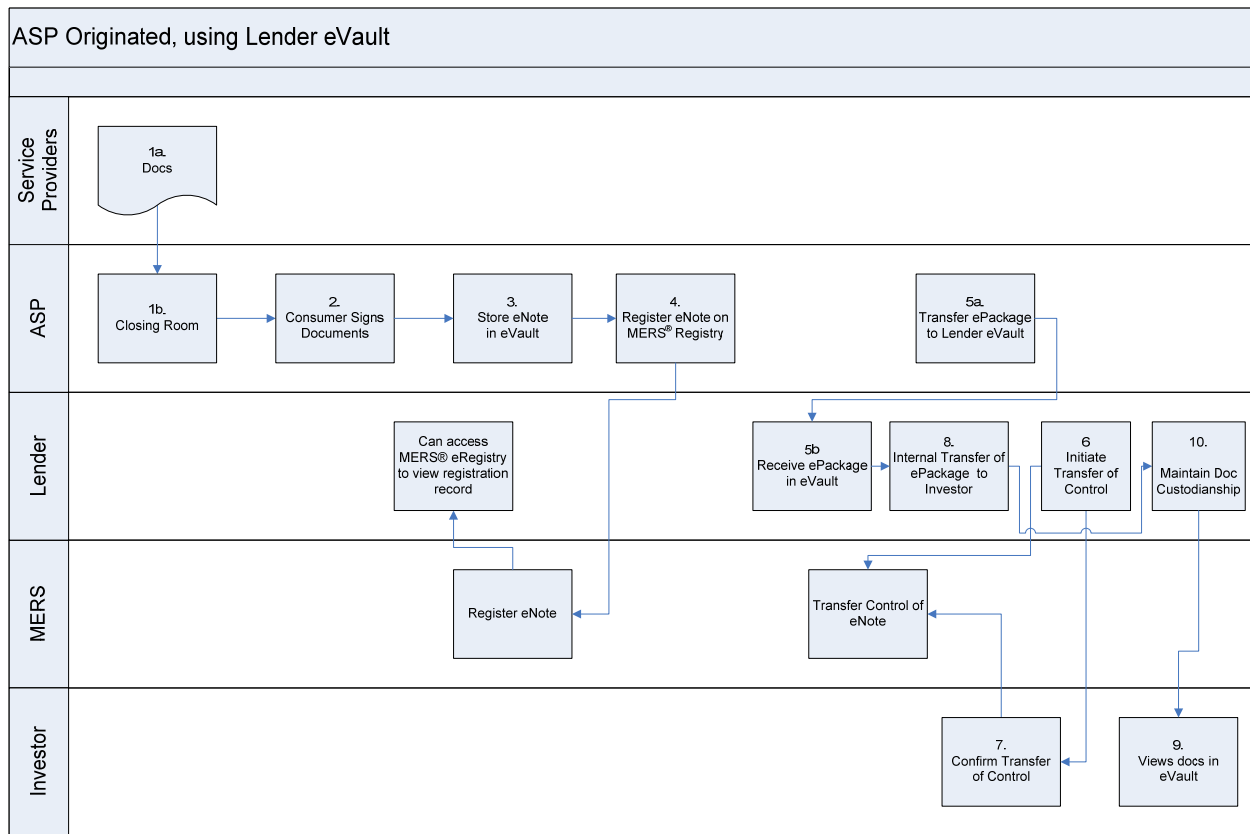 ASP Originated, using Lender eVault
Service
Providers
1a.
Docs
ASP
1b.
Closing Room
2.
Consumer Signs
Documents
3.
Store eNote
in eVault
4.
Register eNote on
MERS® Registry
5a.
Transfer ePackage
to Lender eVault
Lender
Can access
MERS® eRegistry
to view registration
record
5b
Receive ePackage
in eVault
8.
Internal Transfer of
ePackage to
Investor
6
Initiate
Transfer of
Control
10.
Maintain Doc
Custodianship
MERS
Register eNote
Transfer Control of
eNote
Investor
7.
Confirm Transfer
of Control
9.
Views docs in
eVault